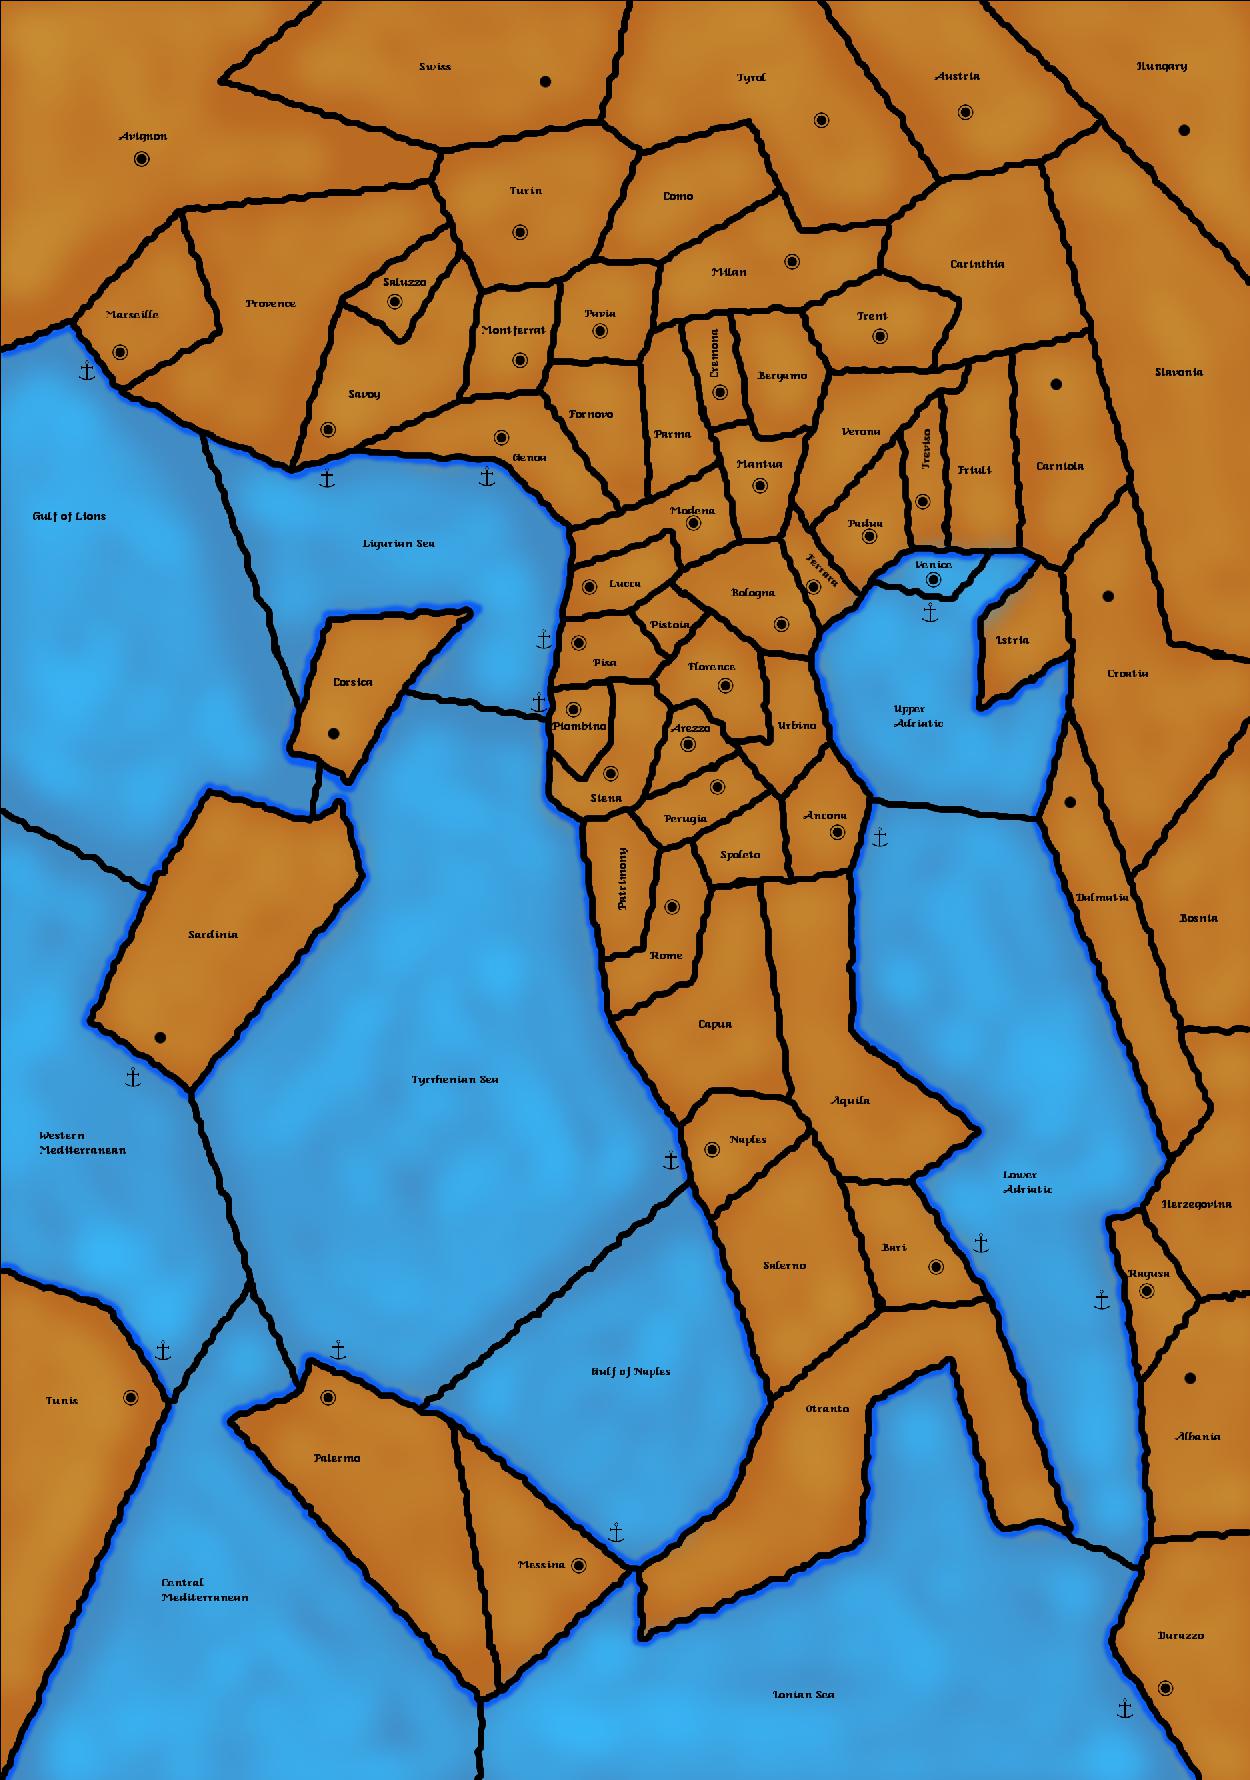 Swiss
Tyrol
Austria
Hungary
Avignon
Turin
Como
Milan
Carinthia
Saluzzo
Provence
Marseille
Montferrat
Pavia
Trent
Cremona
Bergamo
Slavonia
Savoy
Fornovo
Parma
Verona
Treviso
Genoa
Mantua
Friuli
Carniola
Gulf of Lions
Modena
Padua
Ligurian Sea
Venice
Ferrara
Lucca
Bologna
Pistoia
Istria
Pisa
Florence
Croatia
Corsica
Upper
Adriatic
Piombino
Arezzo
Urbino
Siena
Perugia
Ancona
Spoleto
Patrimony
Dalmatia
Bosnia
Sardinia
Rome
Capua
Tyrrhenian Sea
Aquila
Western
Mediterranean
Naples
Lower
Adriatic
Herzegovina
Bari
Salerno
Ragusa
Gulf of Naples
Tunis
Otranto
Albania
Palermo
Messina
Central
Mediterranean
Durazzo
Ionian Sea